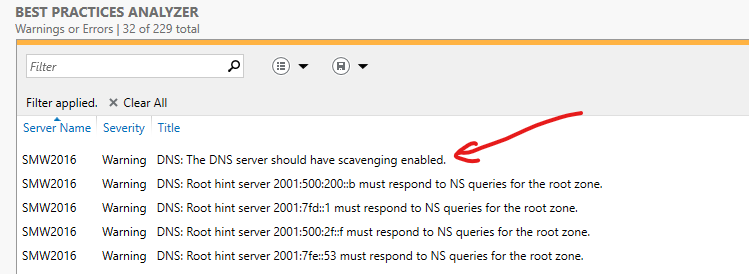 BEST PRACTICES ANALYZER
Warnings or Errors | 32 of 229 total
Filter
Filter applied. ✕ Clear All
Server Name Severity Title
SMW2016 Warning DNS: The DNS server should have scavenging enabled.
SMW2016 Warning DNS: Root hint server 2001:500:200::b must respond to NS queries for the root zone.
SMW2016 Warning DNS: Root hint server 2001:7fd::1 must respond to NS queries for the root zone.
SMW2016 Warning DNS: Root hint server 2001:500:2f::f must respond to NS queries for the root zone.
SMW2016 Warning DNS: Root hint server 2001:7fe::53 must respond to NS queries for the root zone.